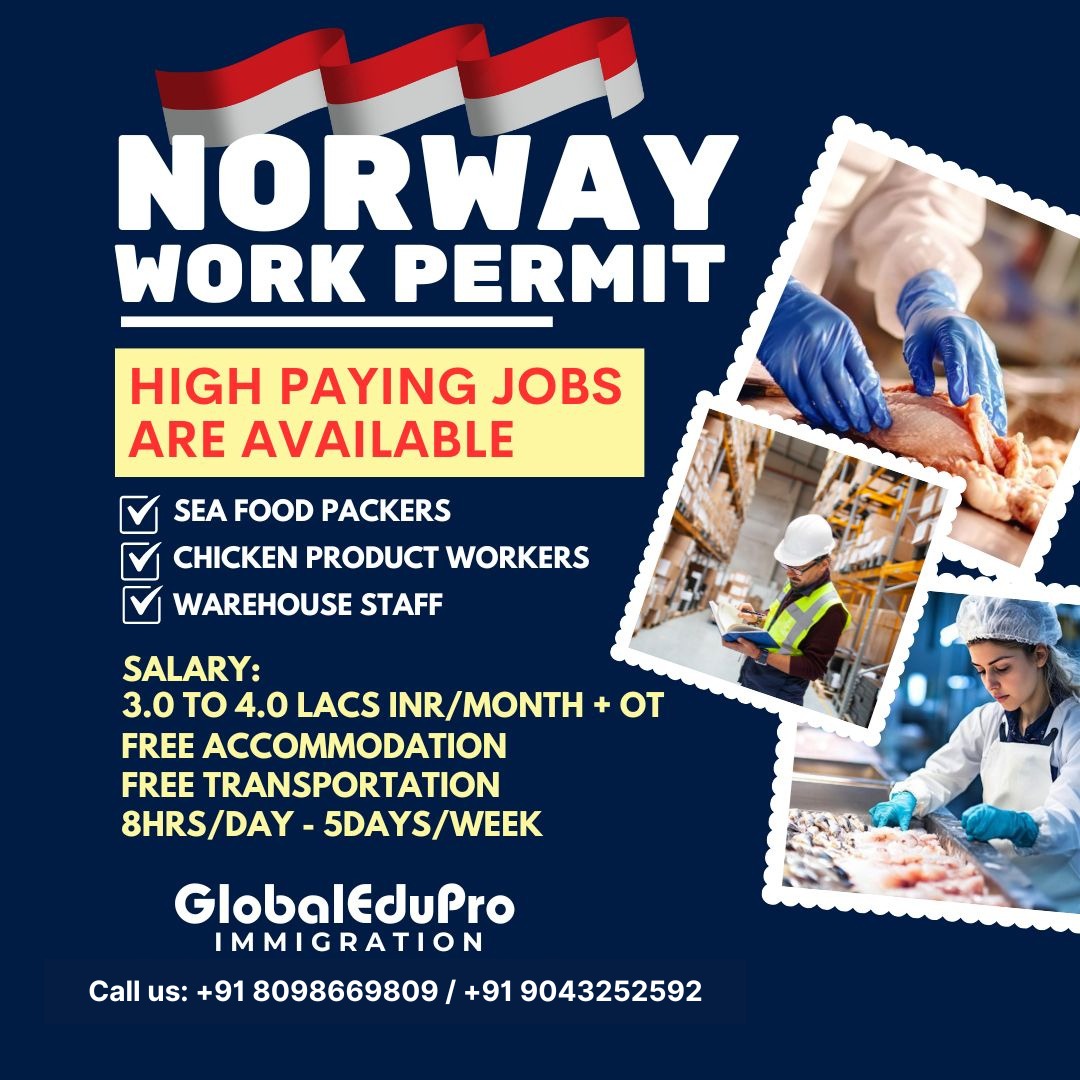 NORWAY
WORK PERMIT
HIGH PAYING JOBS
ARE AVAILABLE
SEA FOOD PACKERS
CHICKEN PRODUCT WORKERS
WAREHOUSE STAFF
SALARY:
3.0 TO 4.0 LACS INR/MONTH + OT
FREE ACCOMMODATION
FREE TRANSPORTATION
8HRS/DAY - 5DAYS/WEEK
GlobalEduPro
IMMIGRATION
Call us: +91 8098669809 / +91 9043252592